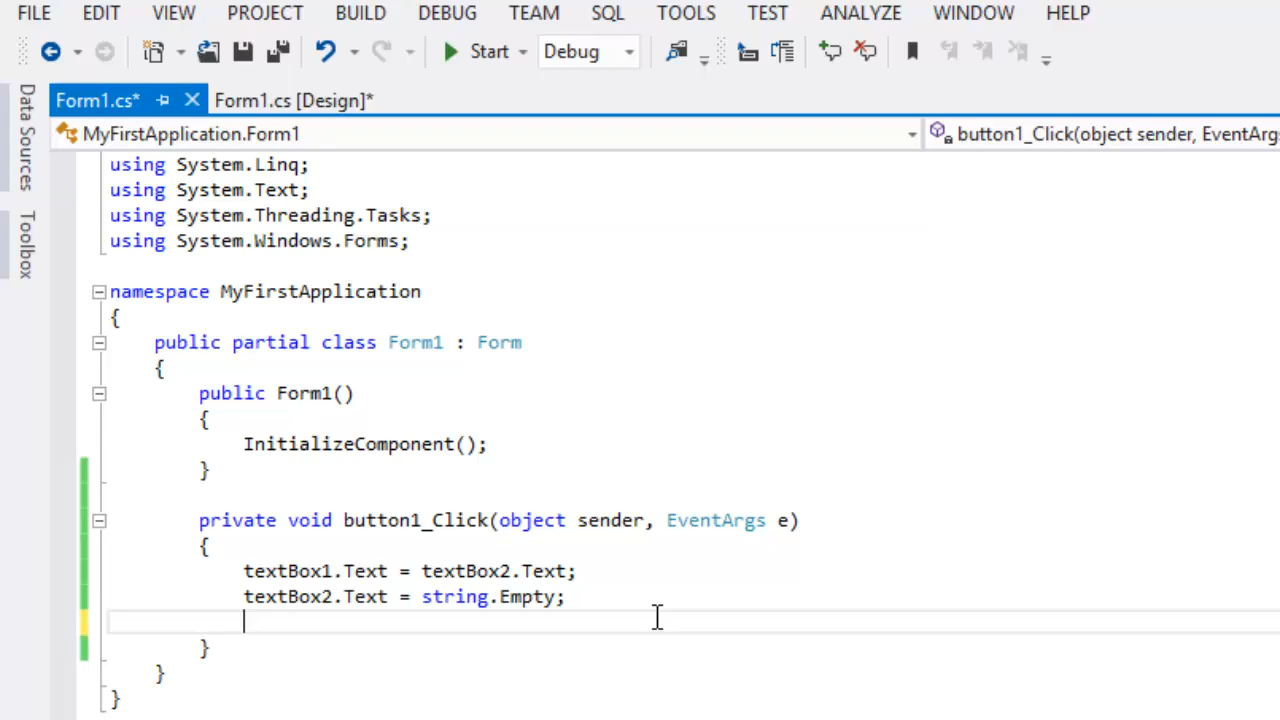 FILE EDIT VIEW PROJECT BUILD DEBUG TEAM SQL TOOLS TEST ANALYZE WINDOW HELP
Start Debug
Form1.cs* Form1.cs [Design]*
MyFirstApplication.Form1 button1_Click(object sender, EventArgs
Data Sources
Toolbox
using System.Linq;
using System.Text;
using System.Threading.Tasks;
using System.Windows.Forms;
namespace MyFirstApplication
{
public partial class Form1 : Form
{
public Form1()
{
InitializeComponent();
}
private void button1_Click(object sender, EventArgs e)
{
textBox1.Text = textBox2.Text;
textBox2.Text = string.Empty;
}
}
}